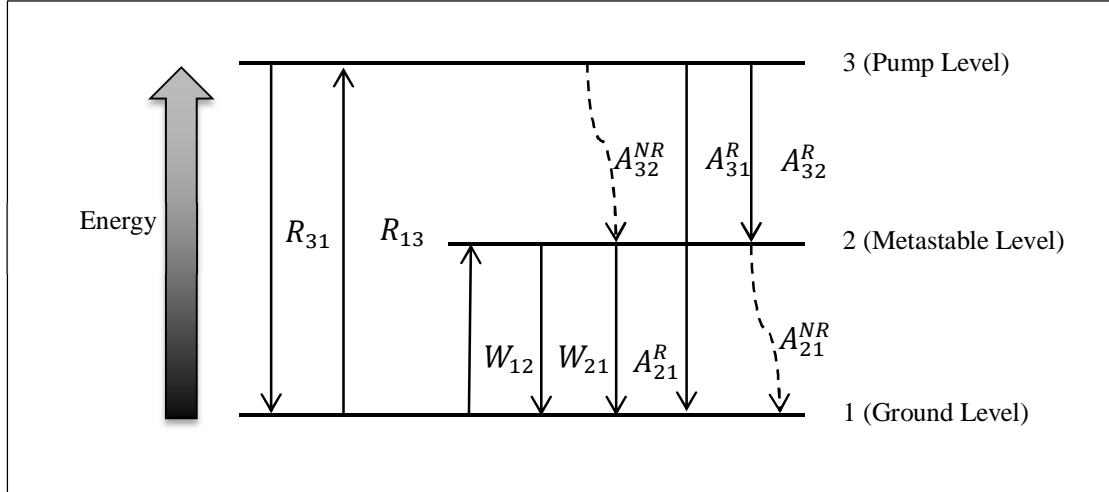 3 (Pump Level)
$A_{32}^{NR}$ $A_{31}^{R}$ $A_{32}^{R}$
Energy
$R_{31}$ $R_{13}$
2 (Metastable Level)
$W_{12}$ $W_{21}$ $A_{21}^{R}$ $A_{21}^{NR}$
1 (Ground Level)